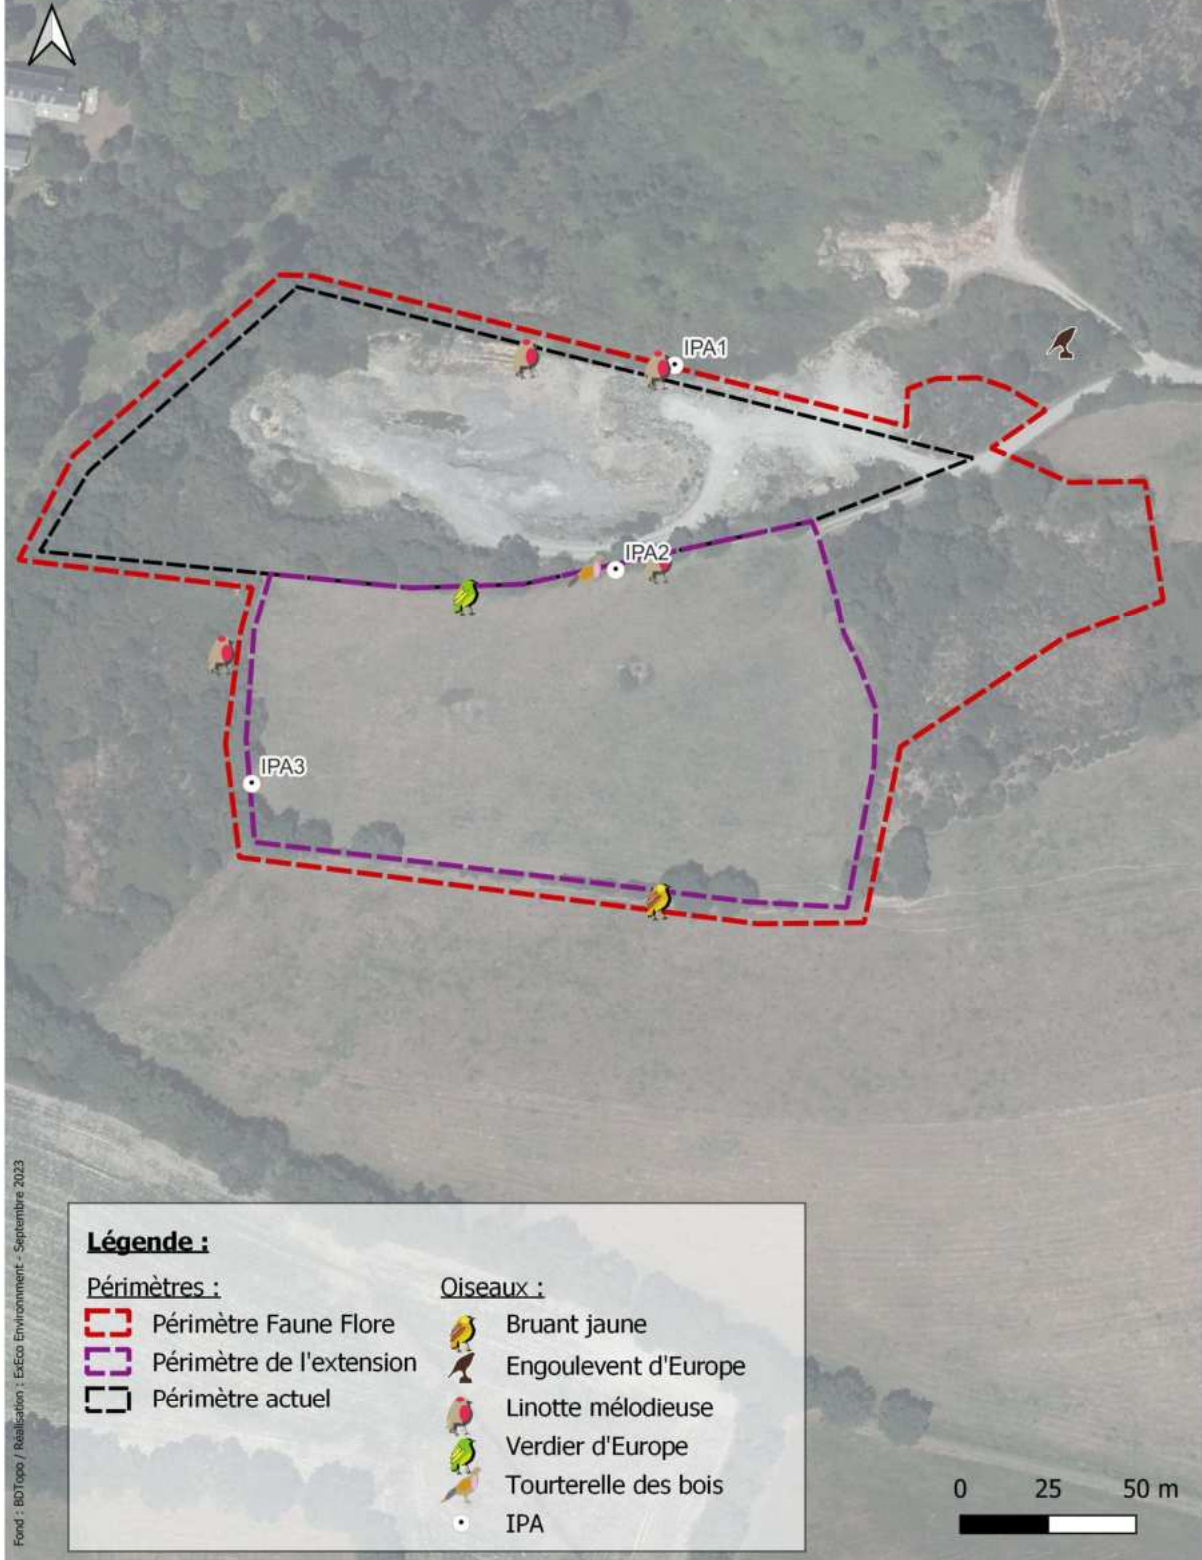 IPA1
IPA2
IPA3
Légende :
Périmètres :
Périmètre Faune Flore
Périmètre de l'extension
Périmètre actuel
Oiseaux :
Bruant jaune
Engoulevent d'Europe
Linotte mélodieuse
Verdier d'Europe
Tourterelle des bois
IPA
0 25 50 m
Fond : BDTopo / Réalisation : ExEco Environnment - Septembre 2023